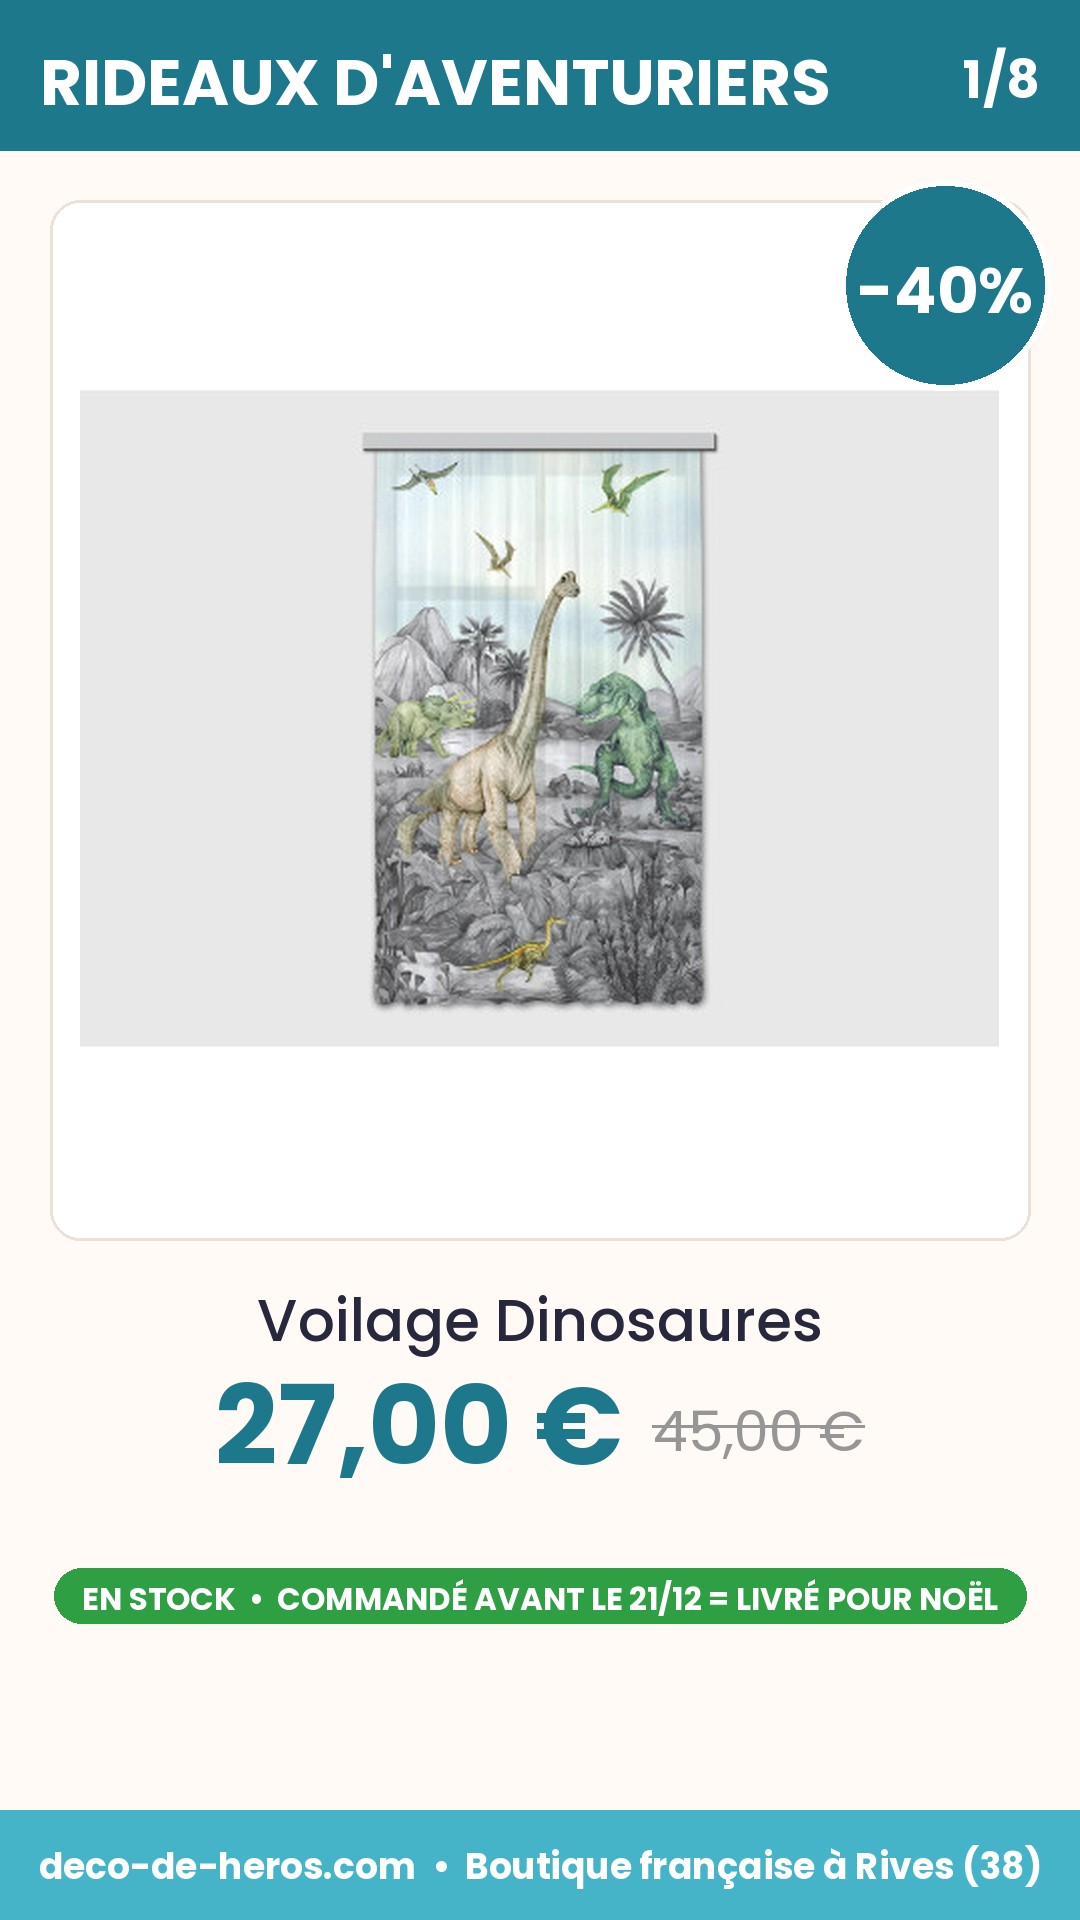 RIDEAUX D'AVENTURIERS 1/8
-40%
Voilage Dinosaures
27,00 € 45,00 €
EN STOCK • COMMANDÉ AVANT LE 21/12 = LIVRÉ POUR NOËL
deco-de-heros.com • Boutique française à Rives (38)